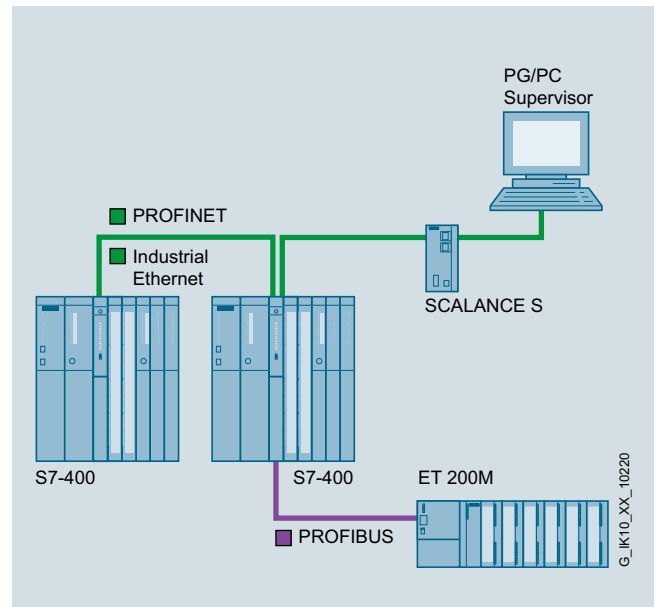 PG/PC
Supervisor
PROFINET
Industrial
Ethernet
SCALANCE S
S7-400
S7-400
ET 200M
PROFIBUS
G_IK10_XX_10220